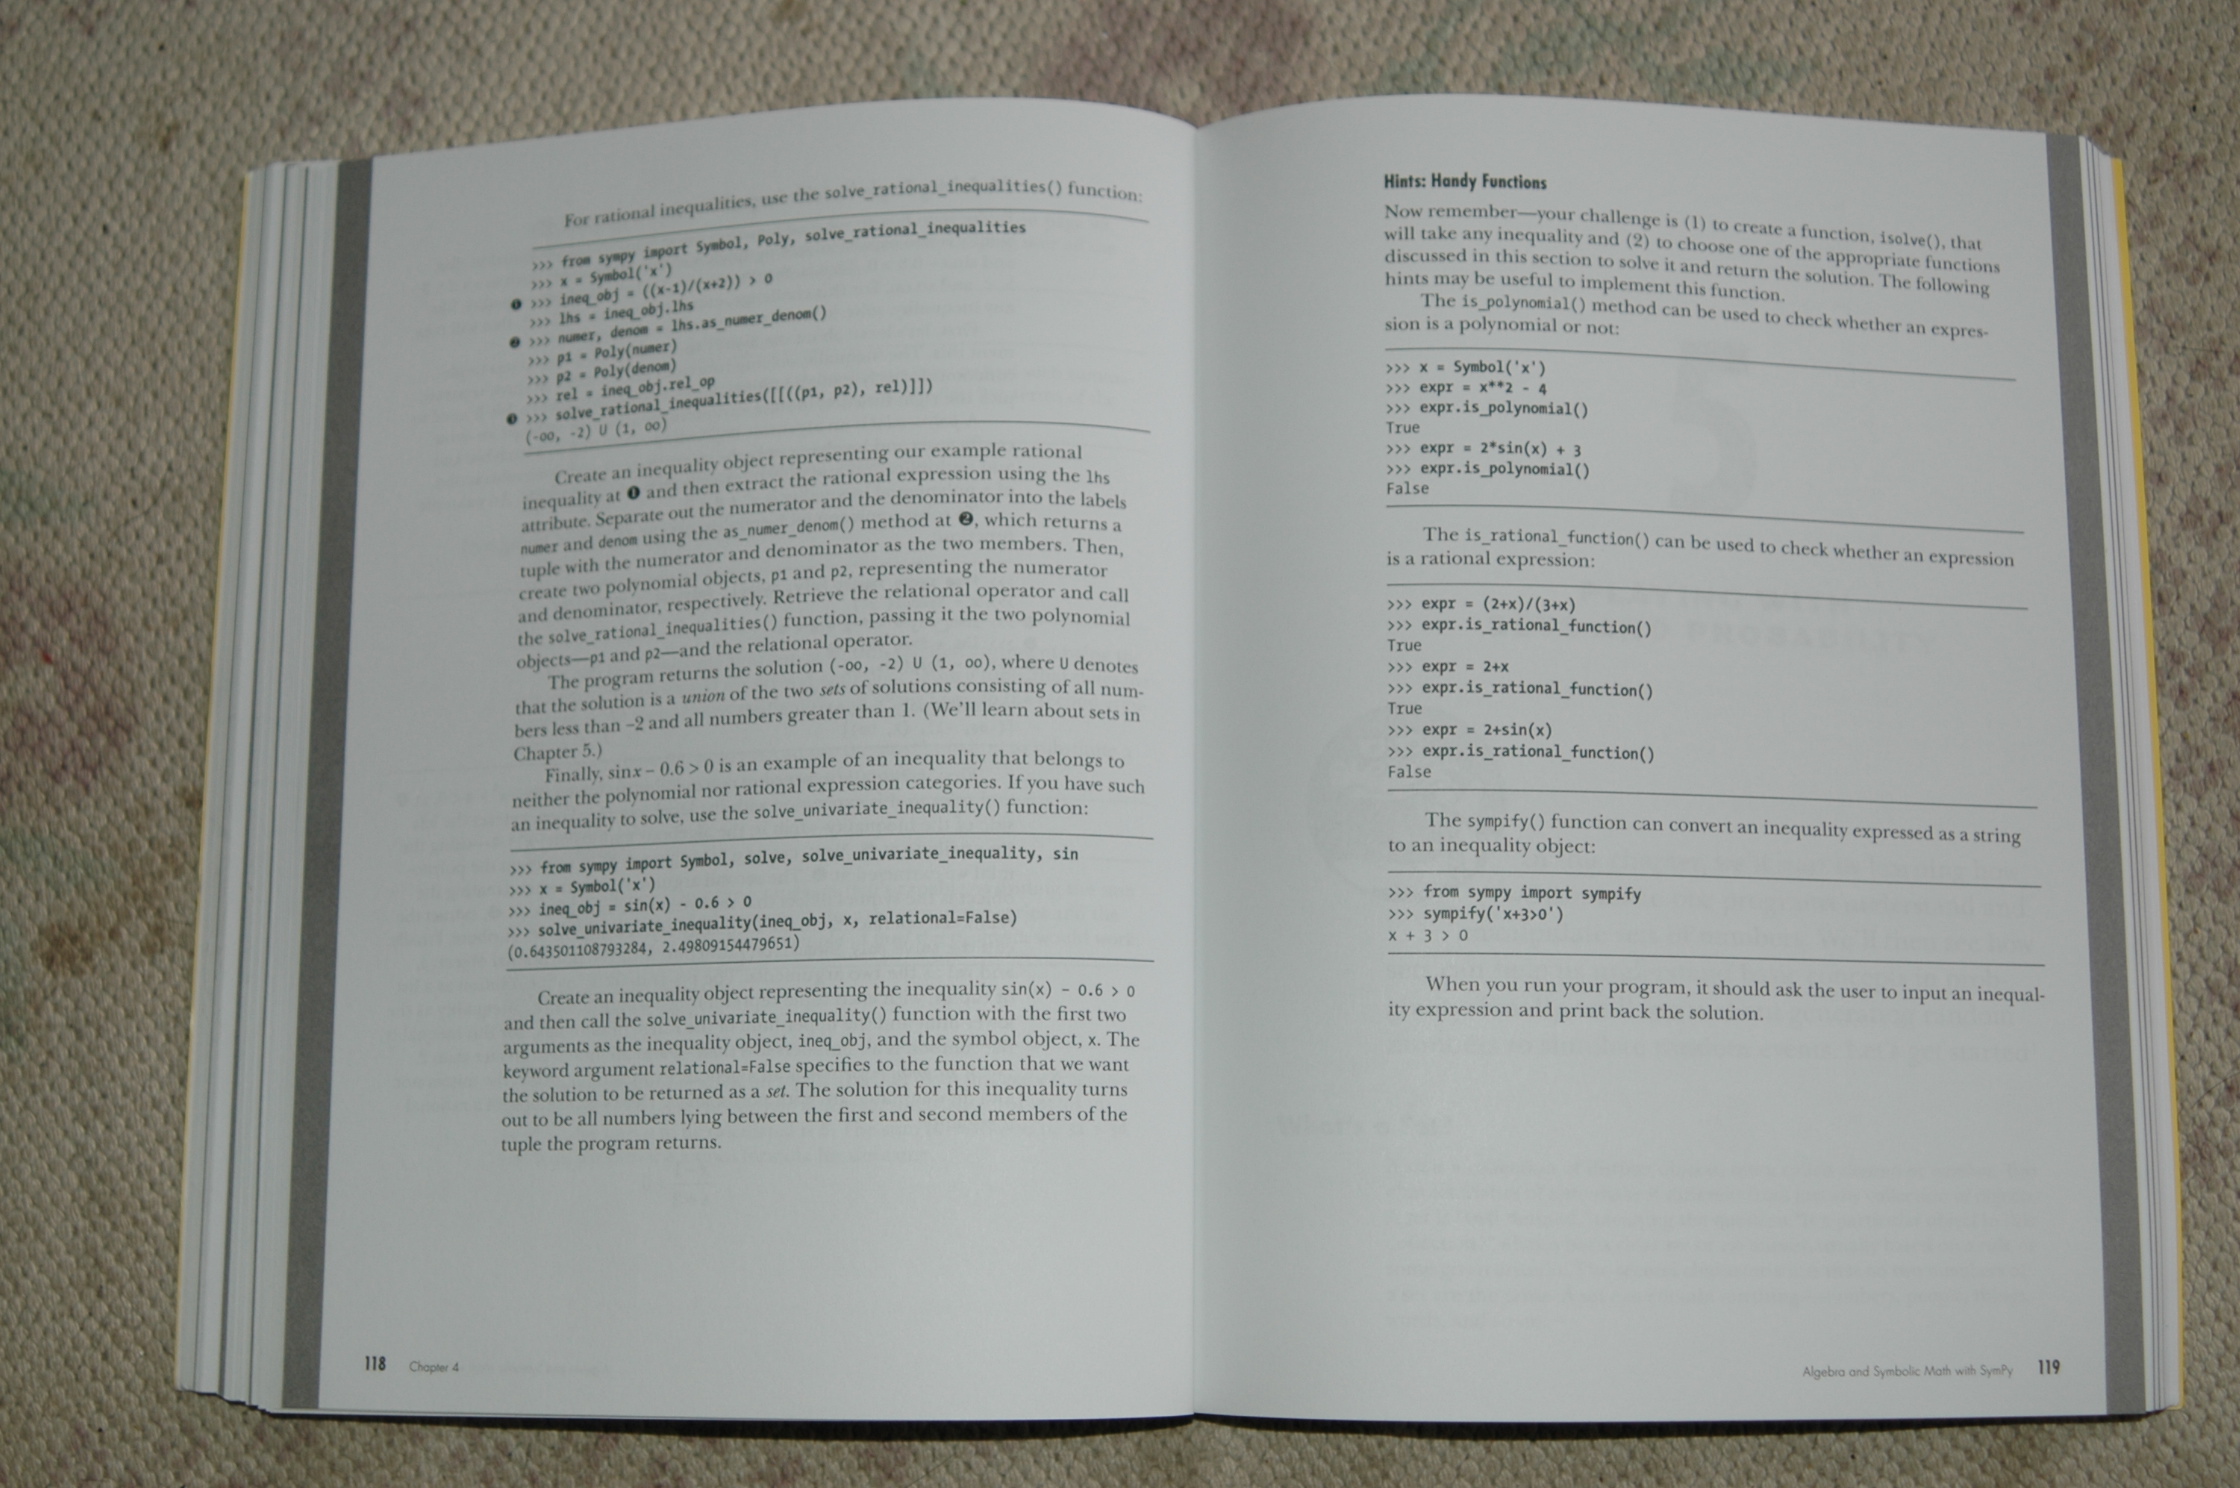 For rational inequalities, use the solve_rational_inequalities() function:
>>> from sympy import Symbol, Poly, solve_rational_inequalities
>>> x = Symbol('x')
❶ >>> ineq_obj = ((x-1)/(x+2)) > 0
>>> lhs = ineq_obj.lhs
❷ >>> numer, denom = lhs.as_numer_denom()
>>> p1 = Poly(numer)
>>> p2 = Poly(denom)
>>> rel = ineq_obj.rel_op
❸ >>> solve_rational_inequalities([[((p1, p2), rel)]])
(-oo, -2) U (1, oo)
Create an inequality object representing our example rational
inequality at ❶ and then extract the rational expression using the lhs
attribute. Separate out the numerator and the denominator into the labels
numer and denom using the as_numer_denom() method at ❷, which returns a
tuple with the numerator and denominator as the two members. Then,
create two polynomial objects, p1 and p2, representing the numerator
and denominator, respectively. Retrieve the relational operator and call
the solve_rational_inequalities() function, passing it the two polynomial
objects—p1 and p2—and the relational operator.
The program returns the solution (-oo, -2) U (1, oo), where U denotes
that the solution is a union of the two sets of solutions consisting of all num-
bers less than –2 and all numbers greater than 1. (We'll learn about sets in
Chapter 5.)
Finally, sin x – 0.6 > 0 is an example of an inequality that belongs to
neither the polynomial nor rational expression categories. If you have such
an inequality to solve, use the solve_univariate_inequality() function:
>>> from sympy import Symbol, solve, solve_univariate_inequality, sin
>>> x = Symbol('x')
>>> ineq_obj = sin(x) - 0.6 > 0
>>> solve_univariate_inequality(ineq_obj, x, relational=False)
(0.643501108793284, 2.49809154479651)
Create an inequality object representing the inequality sin(x) - 0.6 > 0
and then call the solve_univariate_inequality() function with the first two
arguments as the inequality object, ineq_obj, and the symbol object, x. The
keyword argument relational=False specifies to the function that we want
the solution to be returned as a set. The solution for this inequality turns
out to be all numbers lying between the first and second members of the
tuple the program returns.
118 Chapter 4
Hints: Handy Functions
Now remember—your challenge is (1) to create a function, isolve(), that
will take any inequality and (2) to choose one of the appropriate functions
discussed in this section to solve it and return the solution. The following
hints may be useful to implement this function.
The is_polynomial() method can be used to check whether an expres-
sion is a polynomial or not:
>>> x = Symbol('x')
>>> expr = x**2 - 4
>>> expr.is_polynomial()
True
>>> expr = 2*sin(x) + 3
>>> expr.is_polynomial()
False
The is_rational_function() can be used to check whether an expression
is a rational expression:
>>> expr = (2+x)/(3+x)
>>> expr.is_rational_function()
True
>>> expr = 2+x
>>> expr.is_rational_function()
True
>>> expr = 2+sin(x)
>>> expr.is_rational_function()
False
The sympify() function can convert an inequality expressed as a string
to an inequality object:
>>> from sympy import sympify
>>> sympify('x+3>0')
x + 3 > 0
When you run your program, it should ask the user to input an inequal-
ity expression and print back the solution.
Algebra and Symbolic Math with SymPy 119